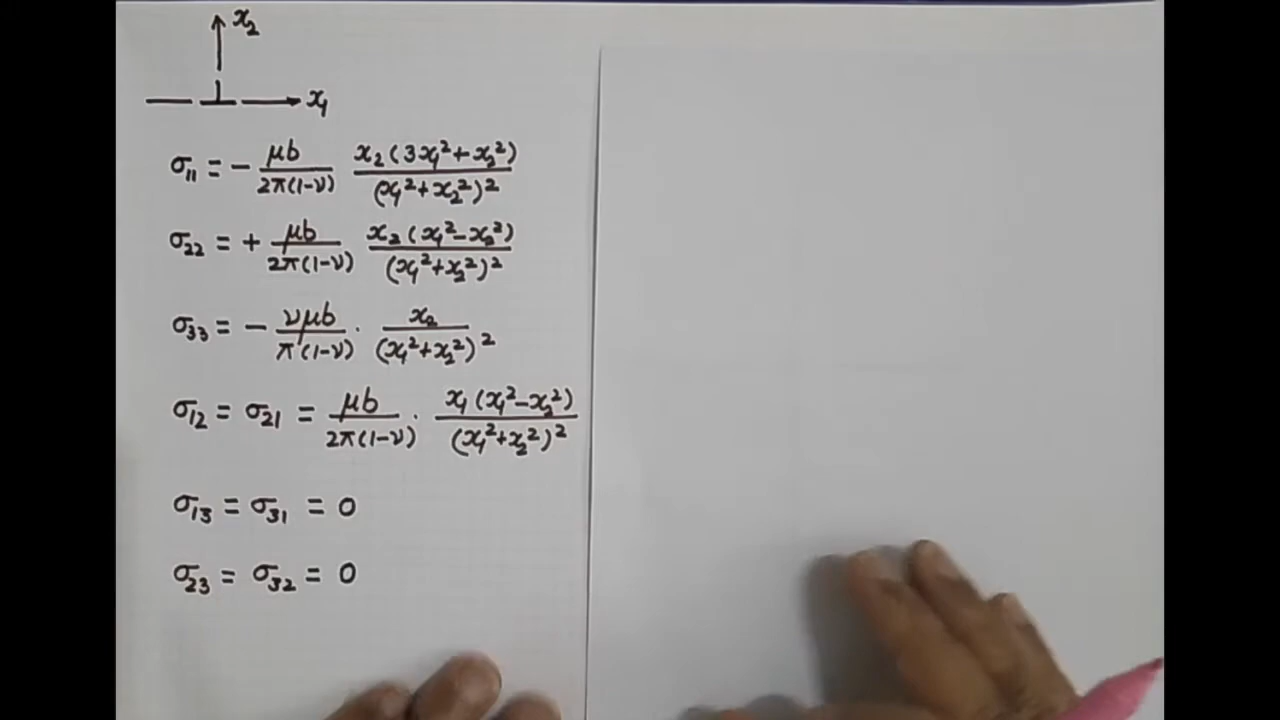 x₂
⊥ x₁
σ₁₁ = - μb/2π(1-ν) x₂(3x₁²+x₂²)/(x₁²+x₂²)²
σ₂₂ = + μb/2π(1-ν) x₂(x₁²-x₂²)/(x₁²+x₂²)²
σ₃₃ = - νμb/π(1-ν) · x₂/(x₁²+x₂²)²
σ₁₂ = σ₂₁ = μb/2π(1-ν) · x₁(x₁²-x₂²)/(x₁²+x₂²)²
σ₁₃ = σ₃₁ = 0
σ₂₃ = σ₃₂ = 0